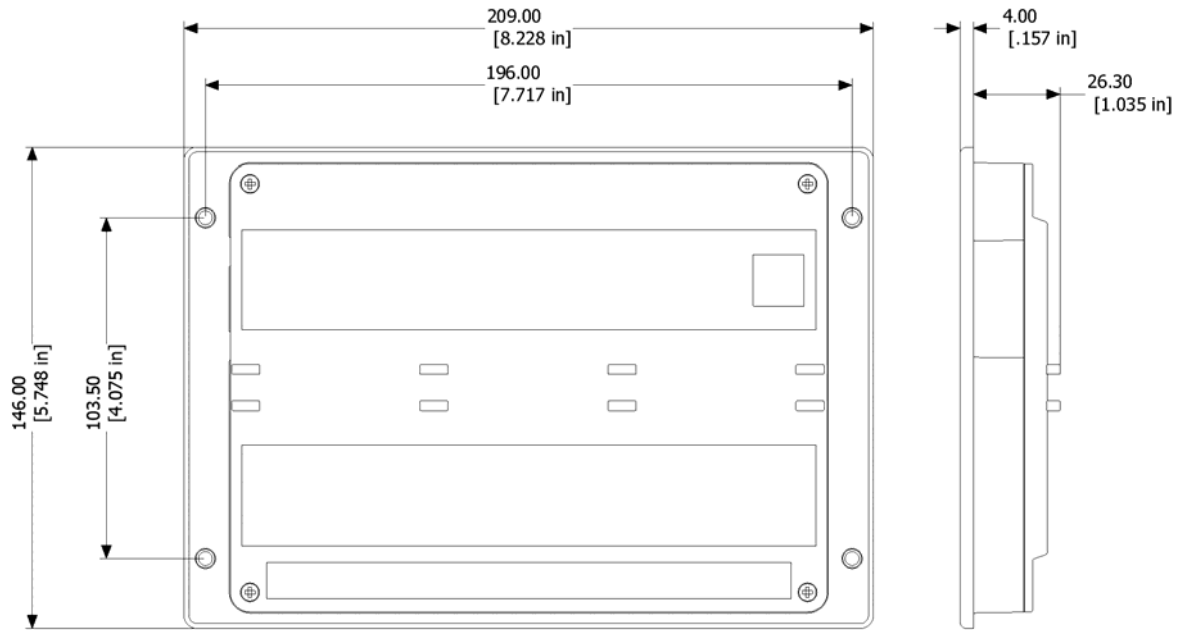 209.00
[8.228 in]
4.00
[.157 in]
196.00
[7.717 in]
26.30
[1.035 in]
146.00
[5.748 in]
103.50
[4.075 in]